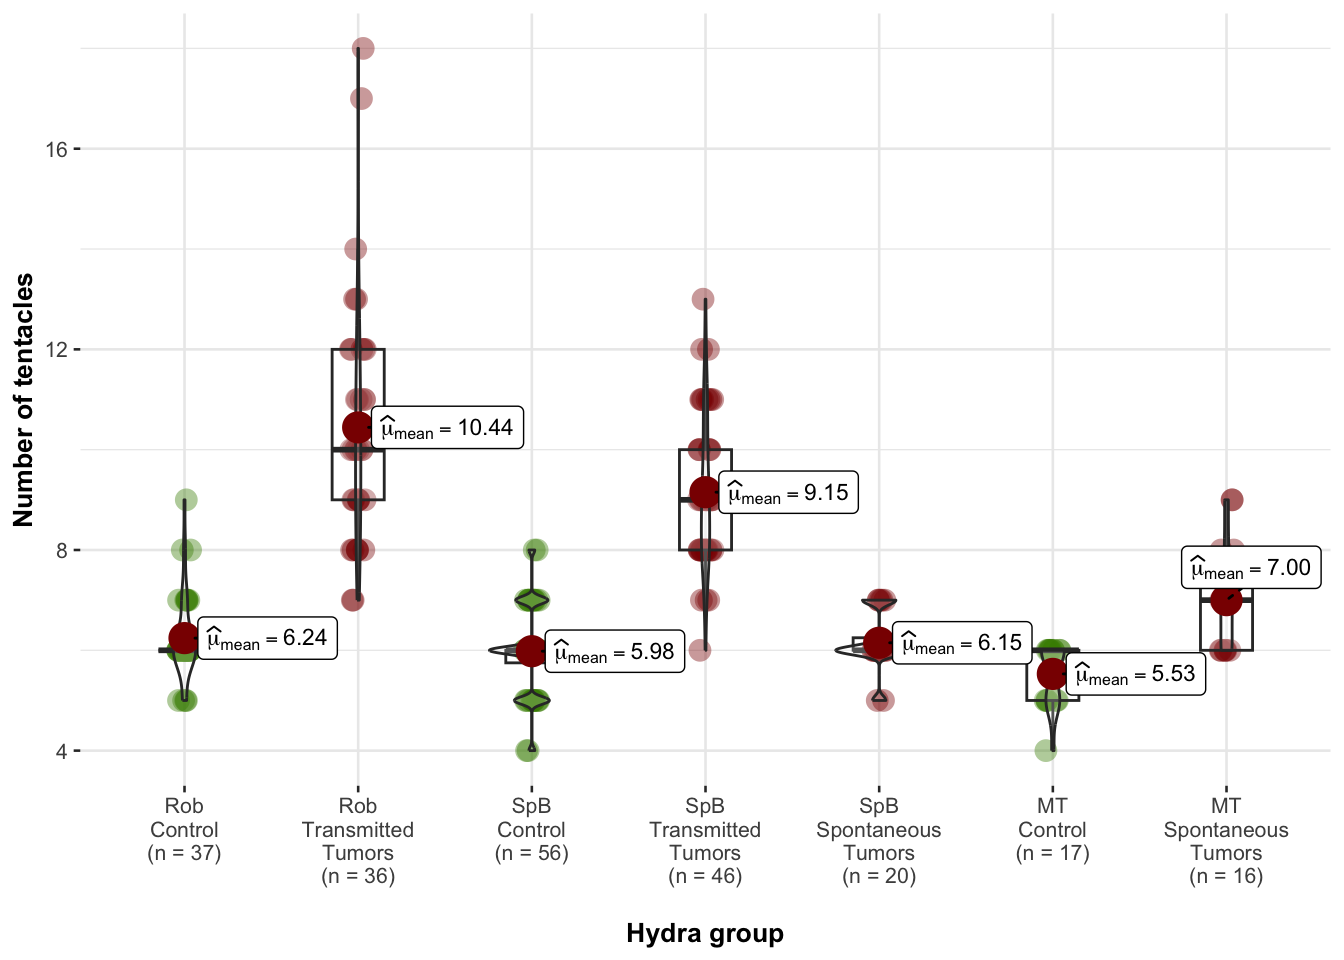 Number of tentacles
16
12
8
4
μ̂mean = 6.24
μ̂mean = 10.44
μ̂mean = 5.98
μ̂mean = 9.15
μ̂mean = 6.15
μ̂mean = 5.53
μ̂mean = 7.00
Rob
Control
(n = 37)
Rob
Transmitted
Tumors
(n = 36)
SpB
Control
(n = 56)
SpB
Transmitted
Tumors
(n = 46)
SpB
Spontaneous
Tumors
(n = 20)
MT
Control
(n = 17)
MT
Spontaneous
Tumors
(n = 16)
Hydra group